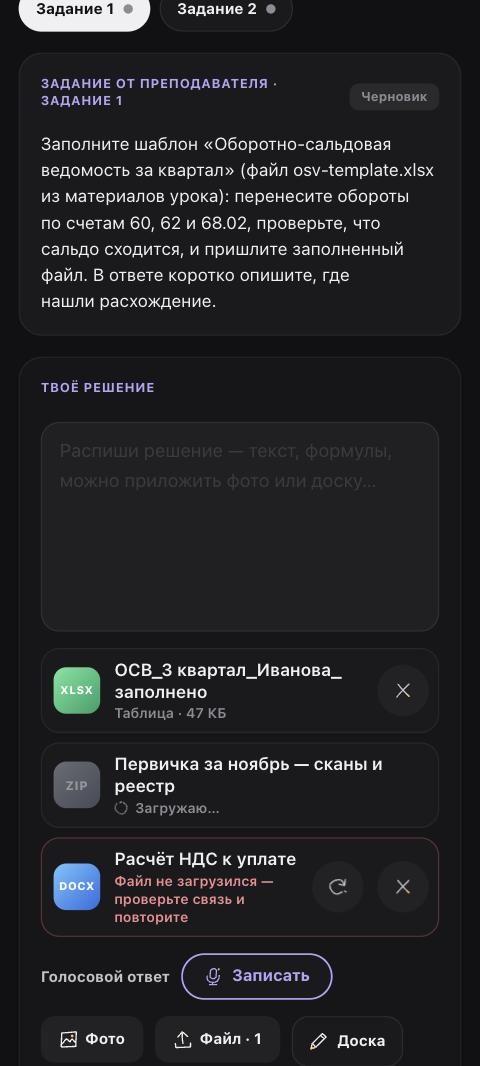 Задание 1
Задание 2
ЗАДАНИЕ ОТ ПРЕПОДАВАТЕЛЯ ·
ЗАДАНИЕ 1
Черновик
Заполните шаблон «Оборотно-сальдовая
ведомость за квартал» (файл osv-template.xlsx
из материалов урока): перенесите обороты
по счетам 60, 62 и 68.02, проверьте, что
сальдо сходится, и пришлите заполненный
файл. В ответе коротко опишите, где
нашли расхождение.
ТВОЁ РЕШЕНИЕ
Распиши решение — текст, формулы,
можно приложить фото или доску...
XLSX
ОСВ_3 квартал_Иванова_
заполнено
Таблица · 47 КБ
ZIP
Первичка за ноябрь — сканы и
реестр
Загружаю...
DOCX
Расчёт НДС к уплате
Файл не загрузился —
проверьте связь и
повторите
Голосовой ответ
Записать
Фото
Файл · 1
Доска